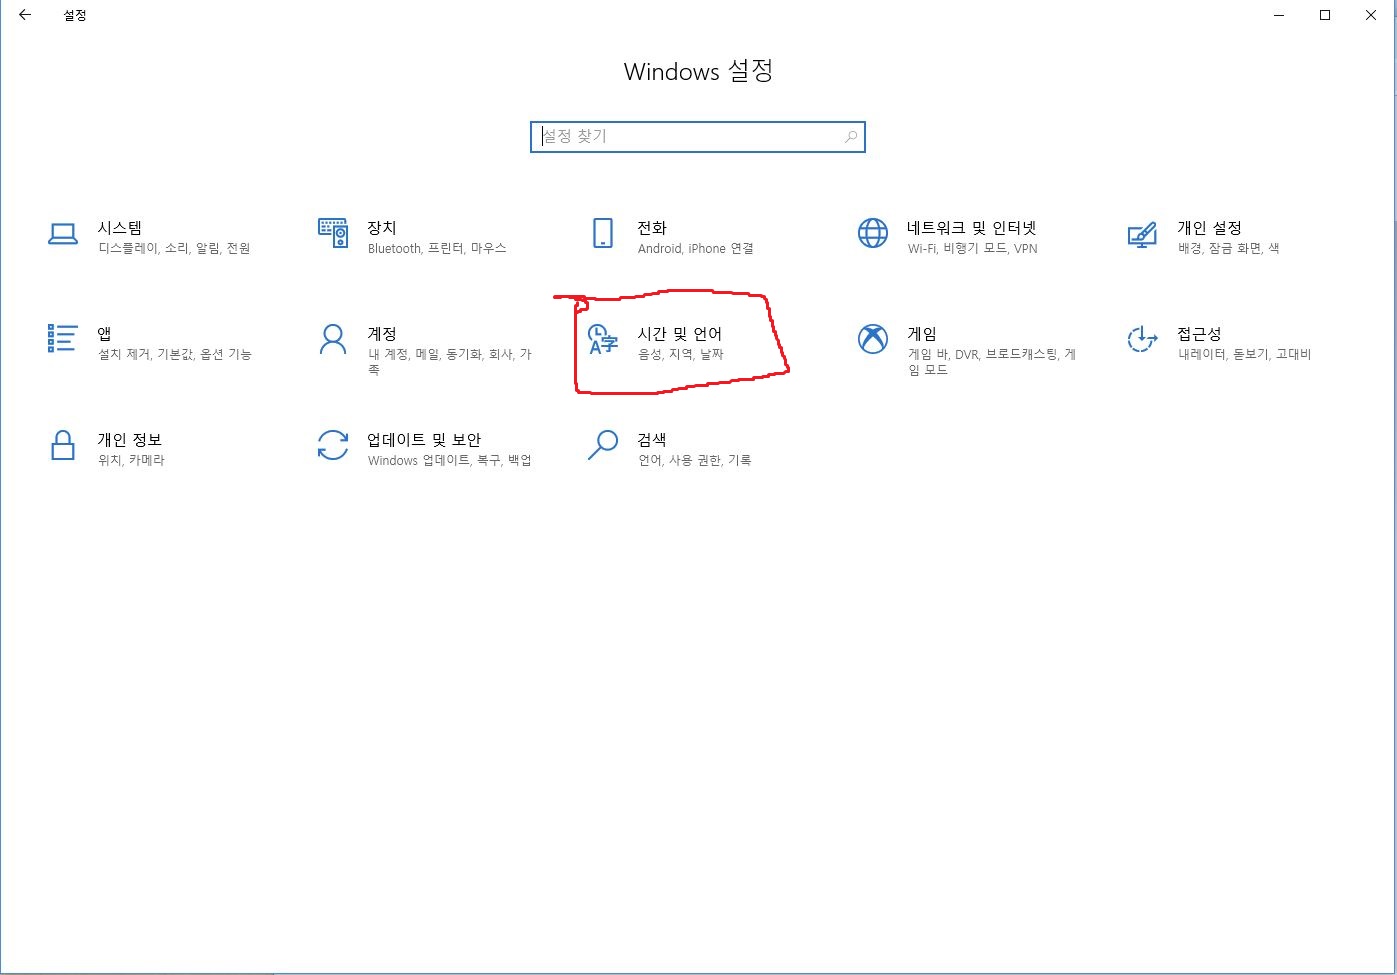 설정
Windows 설정
설정 찾기
시스템
디스플레이, 소리, 알림, 전원
장치
Bluetooth, 프린터, 마우스
전화
Android, iPhone 연결
네트워크 및 인터넷
Wi-Fi, 비행기 모드, VPN
개인 설정
배경, 잠금 화면, 색
앱
설치 제거, 기본값, 옵션 기능
계정
내 계정, 메일, 동기화, 회사, 가
족
시간 및 언어
음성, 지역, 날짜
게임
게임 바, DVR, 브로드캐스팅, 게
임 모드
접근성
내레이터, 돋보기, 고대비
개인 정보
위치, 카메라
업데이트 및 보안
Windows 업데이트, 복구, 백업
검색
언어, 사용 권한, 기록